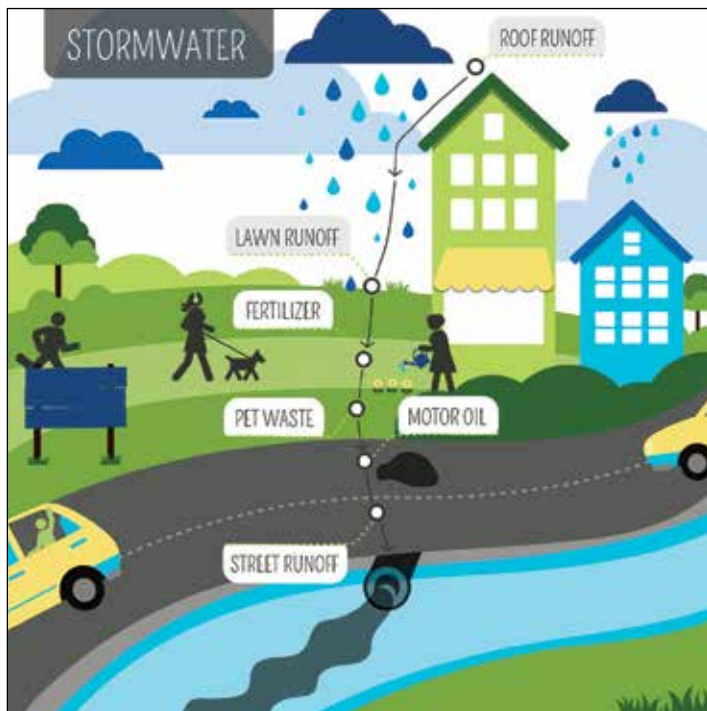 STORMWATER
ROOF RUNOFF
LAWN RUNOFF
FERTILIZER
PET WASTE
MOTOR OIL
STREET RUNOFF